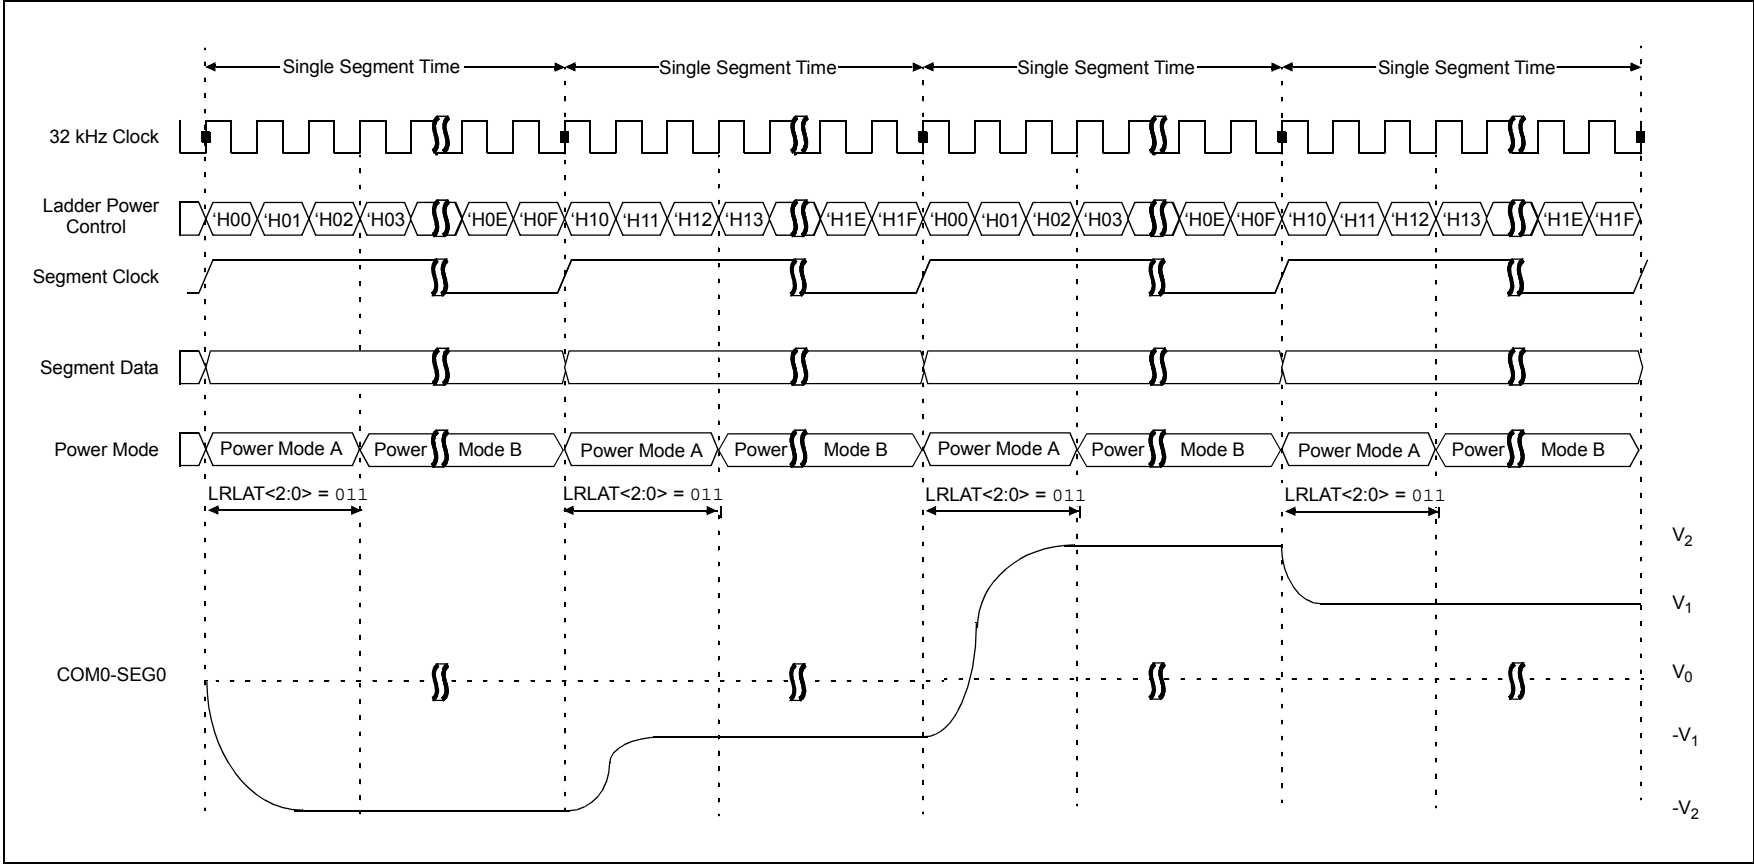 Single Segment Time Single Segment Time Single Segment Time Single Segment Time
32 kHz Clock
Ladder Power
Control
‘H00 ‘H01 ‘H02 ‘H03 ‘H0E ‘H0F ‘H10 ‘H11 ‘H12 ‘H13 ‘H1E ‘H1F ‘H00 ‘H01 ‘H02 ‘H03 ‘H0E ‘H0F ‘H10 ‘H11 ‘H12 ‘H13 ‘H1E ‘H1F
Segment Clock
Segment Data
Power Mode Power Mode A Power Mode B Power Mode A Power Mode B Power Mode A Power Mode B Power Mode A Power Mode B
LRLAT<2:0> = 011 LRLAT<2:0> = 011 LRLAT<2:0> = 011 LRLAT<2:0> = 011
V2
V1
COM0-SEG0 V0
-V1
-V2